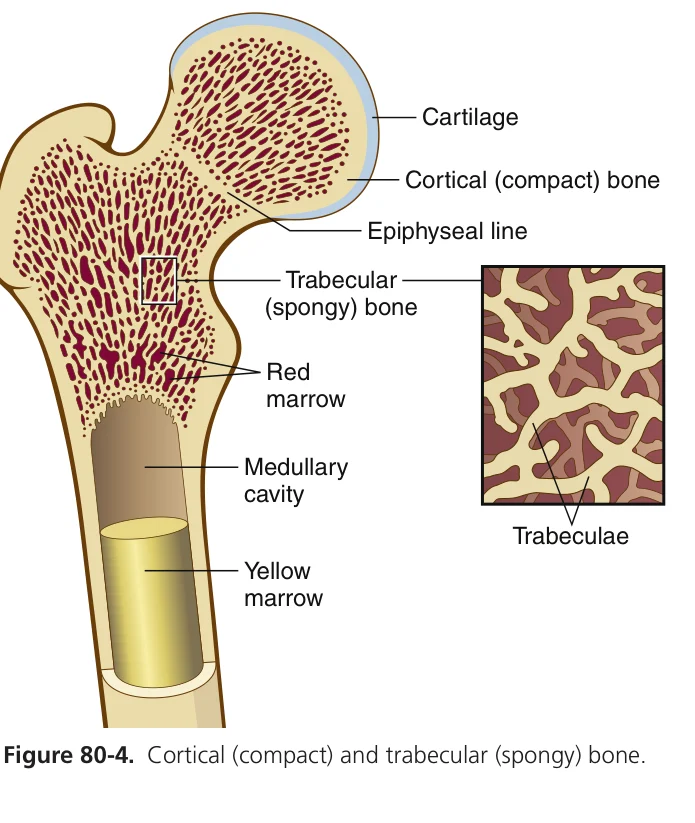 Cartilage
Cortical (compact) bone
Epiphyseal line
Trabecular
(spongy) bone
Red
marrow
Medullary
cavity
Trabeculae
Yellow
marrow
Figure 80-4. Cortical (compact) and trabecular (spongy) bone.